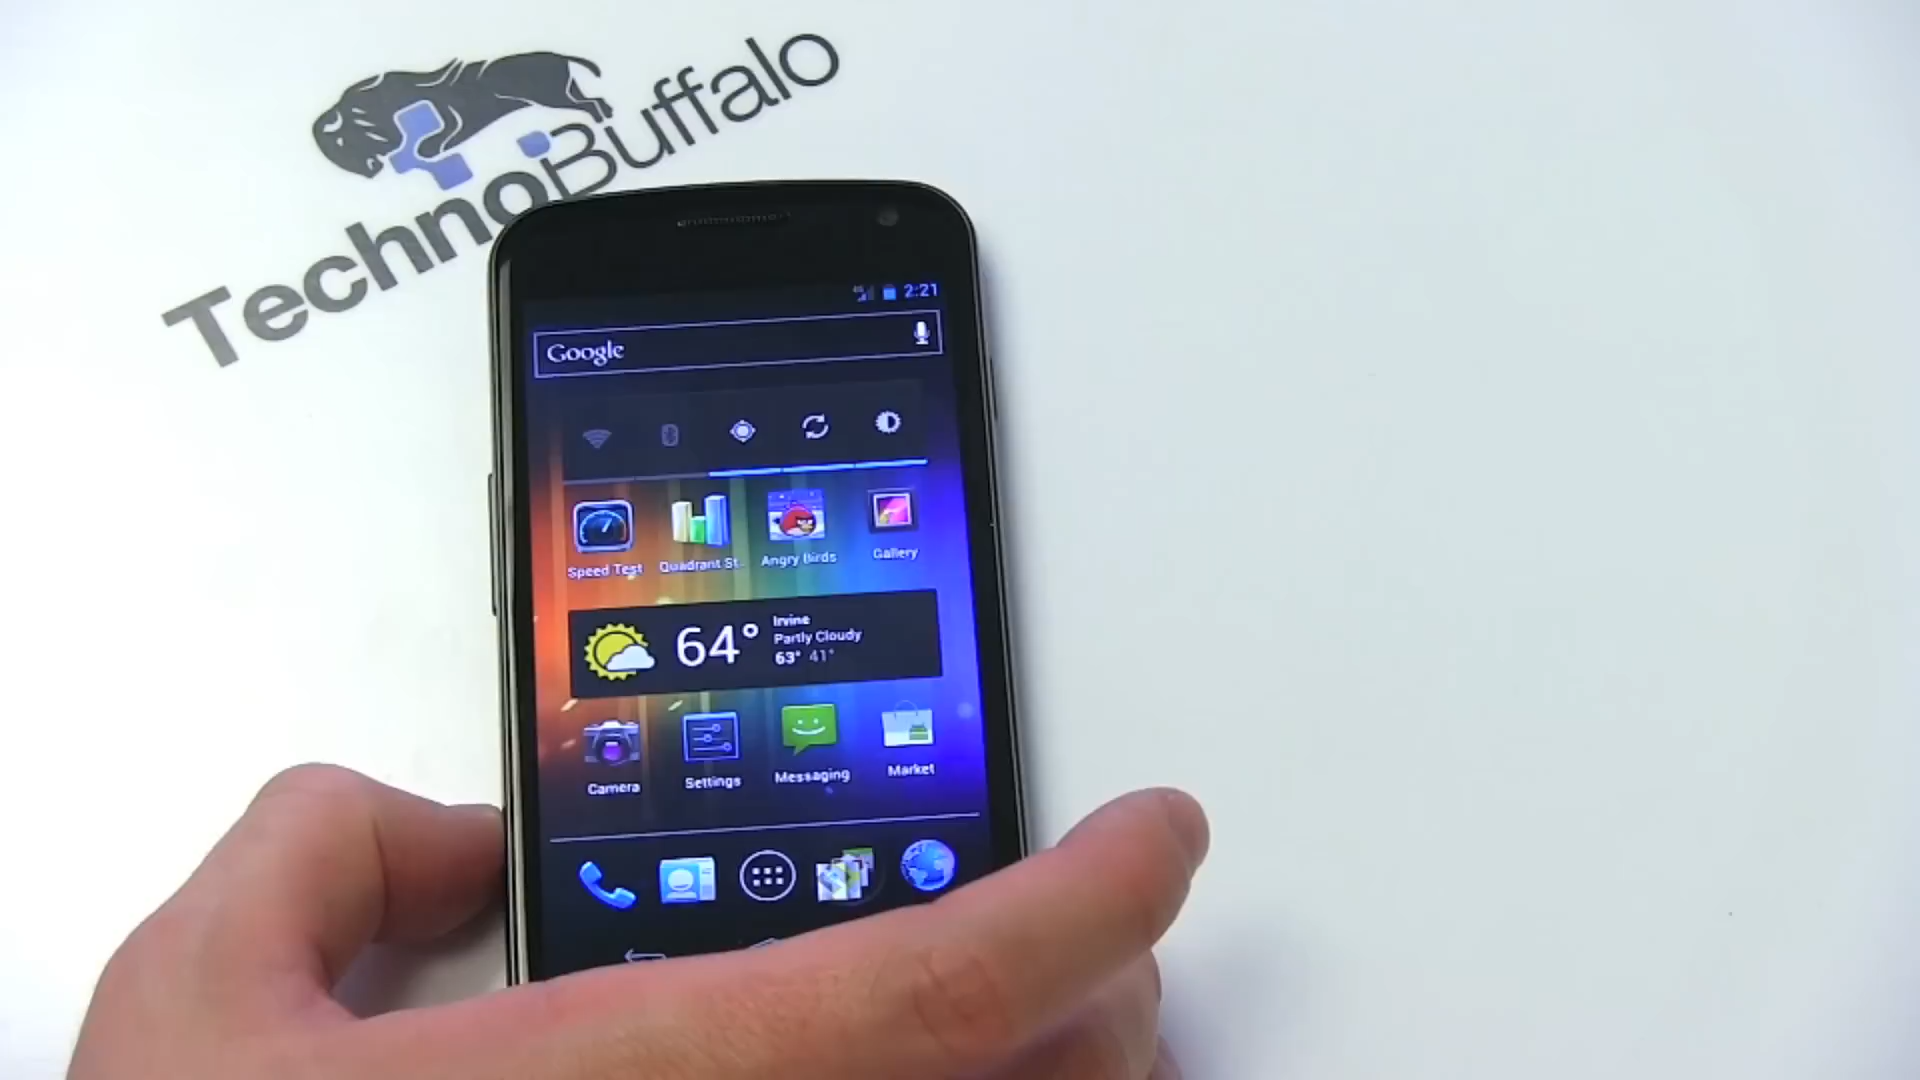 TechnoBuffalo
4G 2:21
Google
Speed Test Quadrant St.. Angry Birds Gallery
64° Irvine
Partly Cloudy
63° 41°
Camera Settings Messaging Market